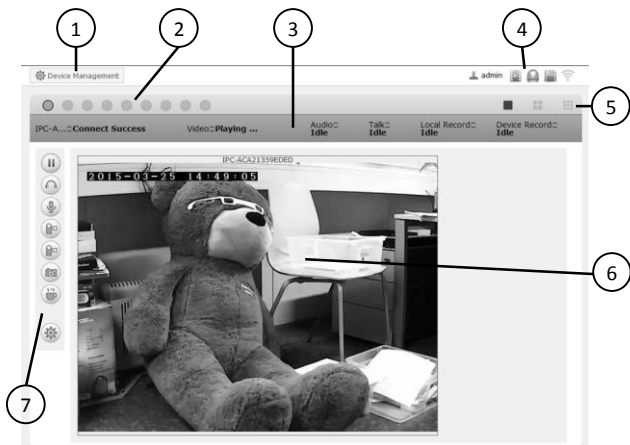 1
2
3
4
Device Management
admin
5
IPC-A...: Connect Success Video: Playing ... Audio: Idle Talk: Idle Local Record: Idle Device Record: Idle
IPC-ACA21339EDED
2015-03-25 14:49:05
6
7